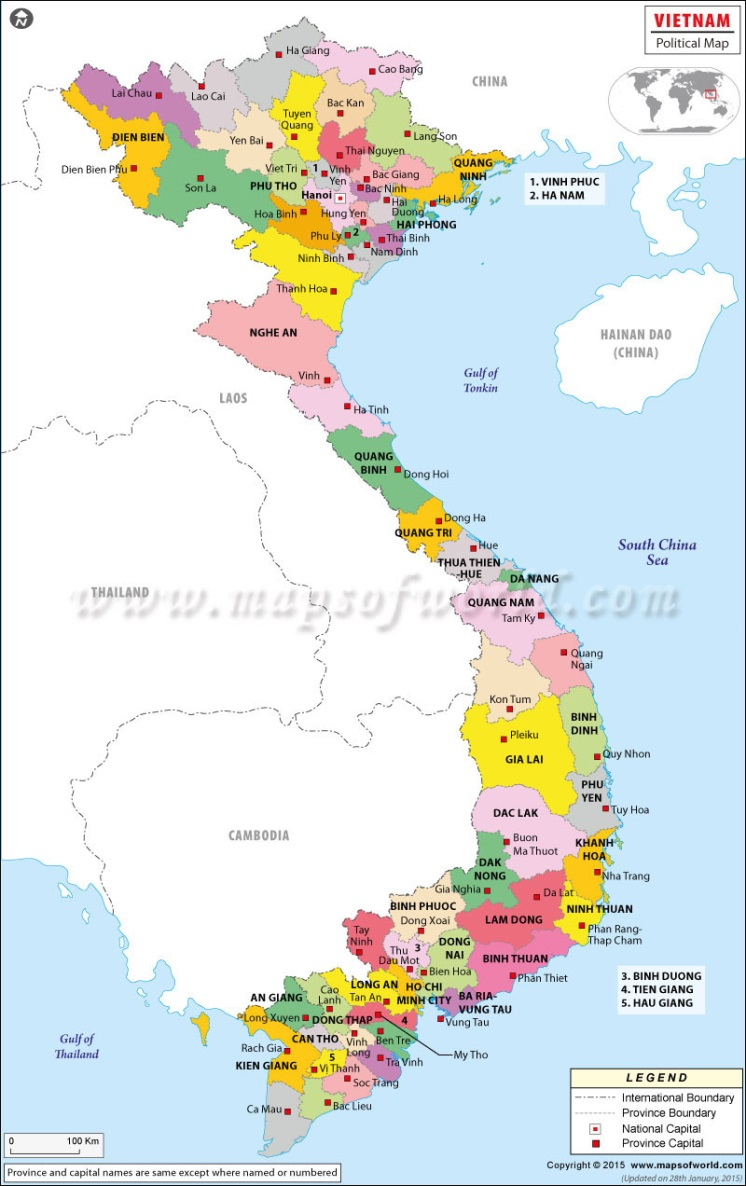 N
VIETNAM
Political Map
Ha Giang
Cao Bang
CHINA
Lai Chau
Lao Cai
Bac Kan
Tuyen
Quang
DIEN BIEN
Yen Bai
Lang Son
Thai Nguyen
QUANG
NINH
Dien Bien Phu
Son La
Viet Tri
1
Vinh
Yen
Bac Giang
PHU THO
Bac Ninh
Hanoi
Hai
Duong
Ha Long
1. VINH PHUC
2. HA NAM
Hoa Binh
Hung Yen
HAI PHONG
Phu Ly
2
Thai Binh
Nam Dinh
Ninh Binh
Thanh Hoa
HAINAN DAO
(CHINA)
NGHE AN
Vinh
Gulf of
Tonkin
LAOS
Ha Tinh
QUANG
BINH
Dong Hoi
Dong Ha
QUANG TRI
Hue
South China
Sea
THUA THIEN
-HUE
DA NANG
THAILAND
www.mapsofworld.com
QUANG NAM
Tam Ky
Quang
Ngai
Kon Tum
BINH
DINH
Pleiku
GIA LAI
Quy Nhon
PHU
YEN
Tuy Hoa
DAC LAK
CAMBODIA
Buon
Ma Thuot
KHANH
HOA
DAK
NONG
Nha Trang
Gia Nghia
Da Lat
BINH PHUOC
Dong Xoai
LAM DONG
NINH THUAN
Phan Rang-
Thap Cham
Tay
Ninh
Thu
Dau Mot
3
DONG
NAI
BINH THUAN
Bien Hoa
Phan Thiet
3. BINH DUONG
4. TIEN GIANG
5. HAU GIANG
LONG AN
Tan An
HO CHI
MINH CITY
BA RIA-
VUNG TAU
AN GIANG
Cao
Lanh
Long Xuyen
DONG THAP
4
Vung Tau
CAN THO
Vinh
Long
Ben Tre
My Tho
Gulf of
Thailand
Rach Gia
KIEN GIANG
5
Vi Thanh
Tra Vinh
Soc Trang
Ca Mau
Bac Lieu
LEGEND
International Boundary
Province Boundary
National Capital
Province Capital
0
100 Km
Province and capital names are same except where named or numbered
Copyright © 2015 www.mapsofworld.com
(Updated on 28th January, 2015)